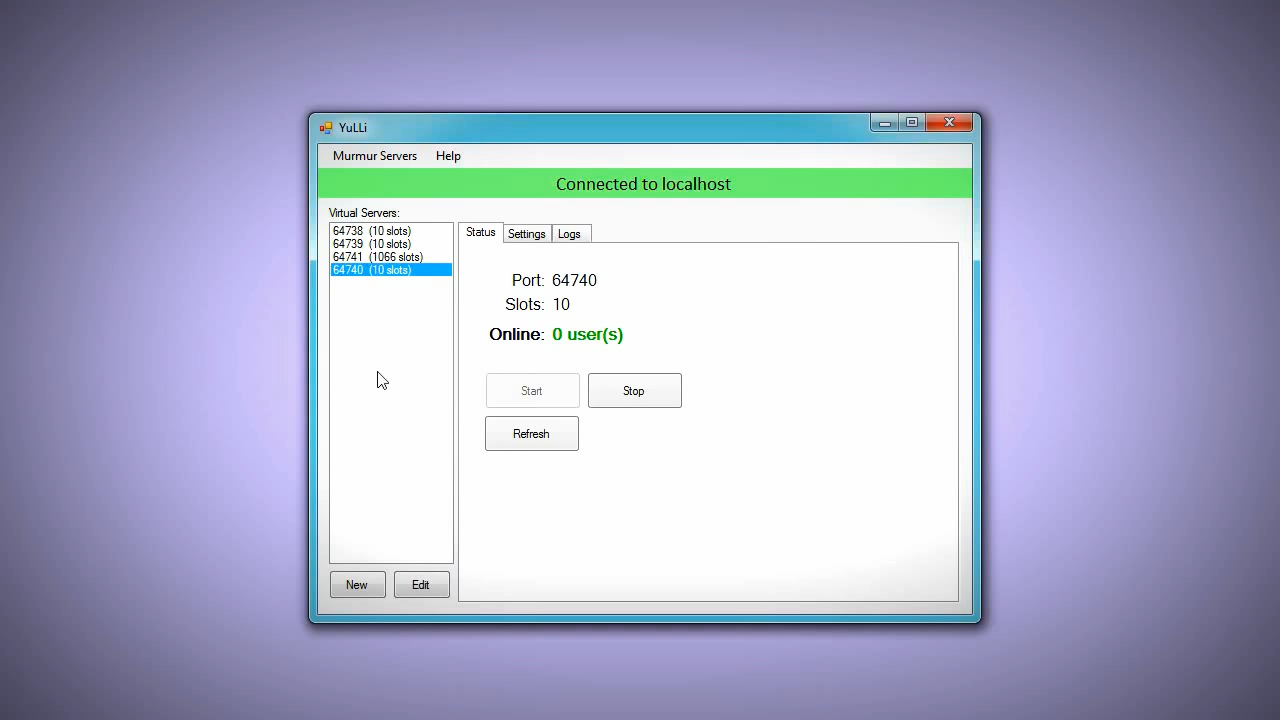 YuLLi
Murmur Servers Help
Connected to localhost
Virtual Servers:
64738 (10 slots)
64739 (10 slots)
64741 (1066 slots)
64740 (10 slots)
Status Settings Logs
Port: 64740
Slots: 10
Online: 0 user(s)
Start Stop
Refresh
New Edit